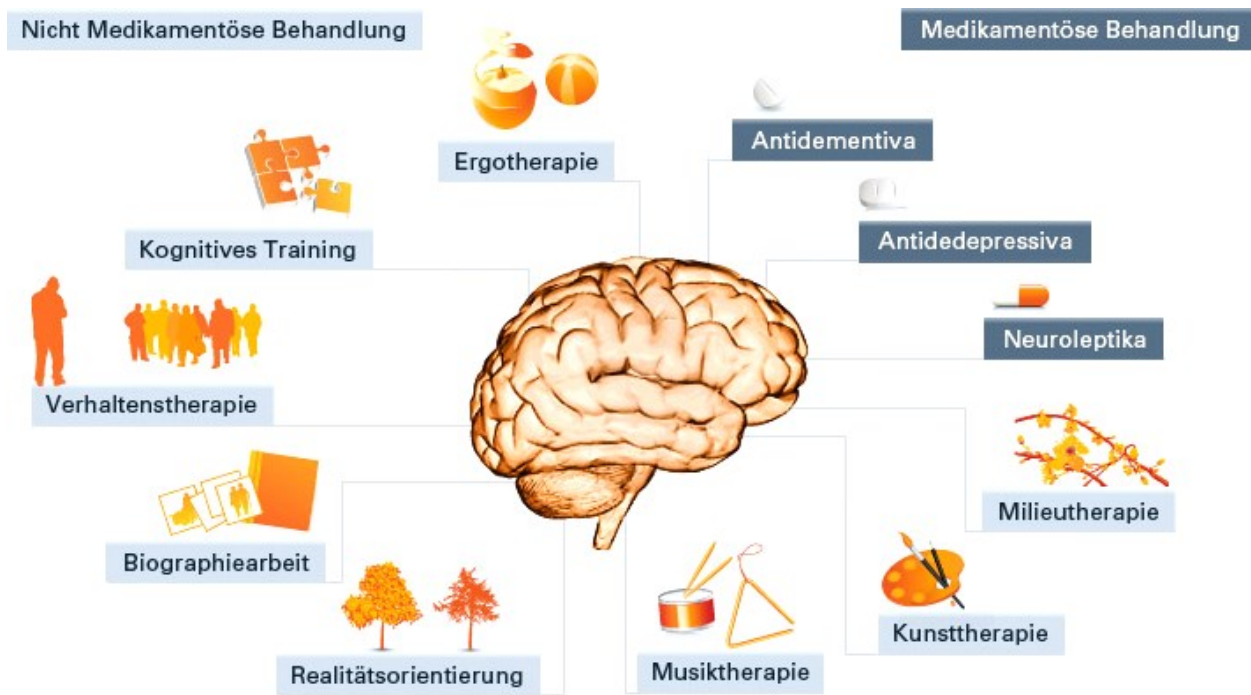 Nicht Medikamentöse Behandlung
Medikamentöse Behandlung
Ergotherapie
Antidementiva
Kognitives Training
Antidedepressiva
Neuroleptika
Verhaltenstherapie
Milieutherapie
Biographiearbeit
Kunsttherapie
Realitätsorientierung
Musiktherapie